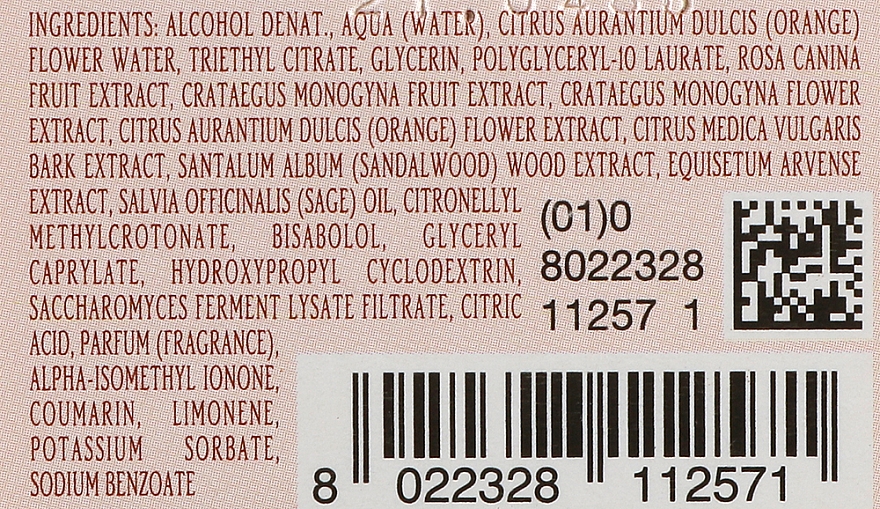 INGREDIENTS: ALCOHOL DENAT., AQUA (WATER), CITRUS AURANTIUM DULCIS (ORANGE)
FLOWER WATER, TRIETHYL CITRATE, GLYCERIN, POLYGLYCERYL-10 LAURATE, ROSA CANINA
FRUIT EXTRACT, CRATAEGUS MONOGYNA FRUIT EXTRACT, CRATAEGUS MONOGYNA FLOWER
EXTRACT, CITRUS AURANTIUM DULCIS (ORANGE) FLOWER EXTRACT, CITRUS MEDICA VULGARIS
BARK EXTRACT, SANTALUM ALBUM (SANDALWOOD) WOOD EXTRACT, EQUISETUM ARVENSE
EXTRACT, SALVIA OFFICINALIS (SAGE) OIL, CITRONELLYL
METHYLCROTONATE, BISABOLOL, GLYCERYL
CAPRYLATE, HYDROXYPROPYL CYCLODEXTRIN,
SACCHAROMYCES FERMENT LYSATE FILTRATE, CITRIC
ACID, PARFUM (FRAGRANCE),
ALPHA-ISOMETHYL IONONE,
COUMARIN, LIMONENE,
POTASSIUM SORBATE,
SODIUM BENZOATE
(01)0
8022328
11257 1
8 022328 112571